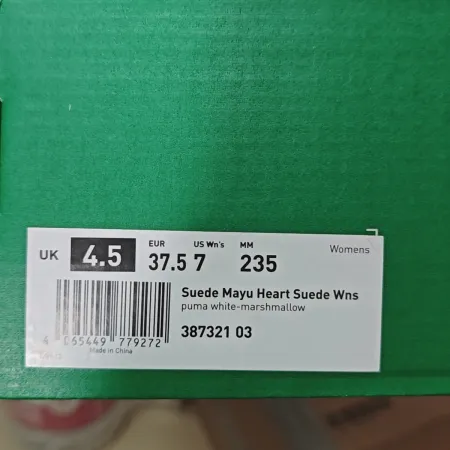 UK 4.5 EUR 37.5 US Wn's 7 MM 235 Womens
Suede Mayu Heart Suede Wns
puma white-marshmallow
387321 03
4 065449 779272
Made in China